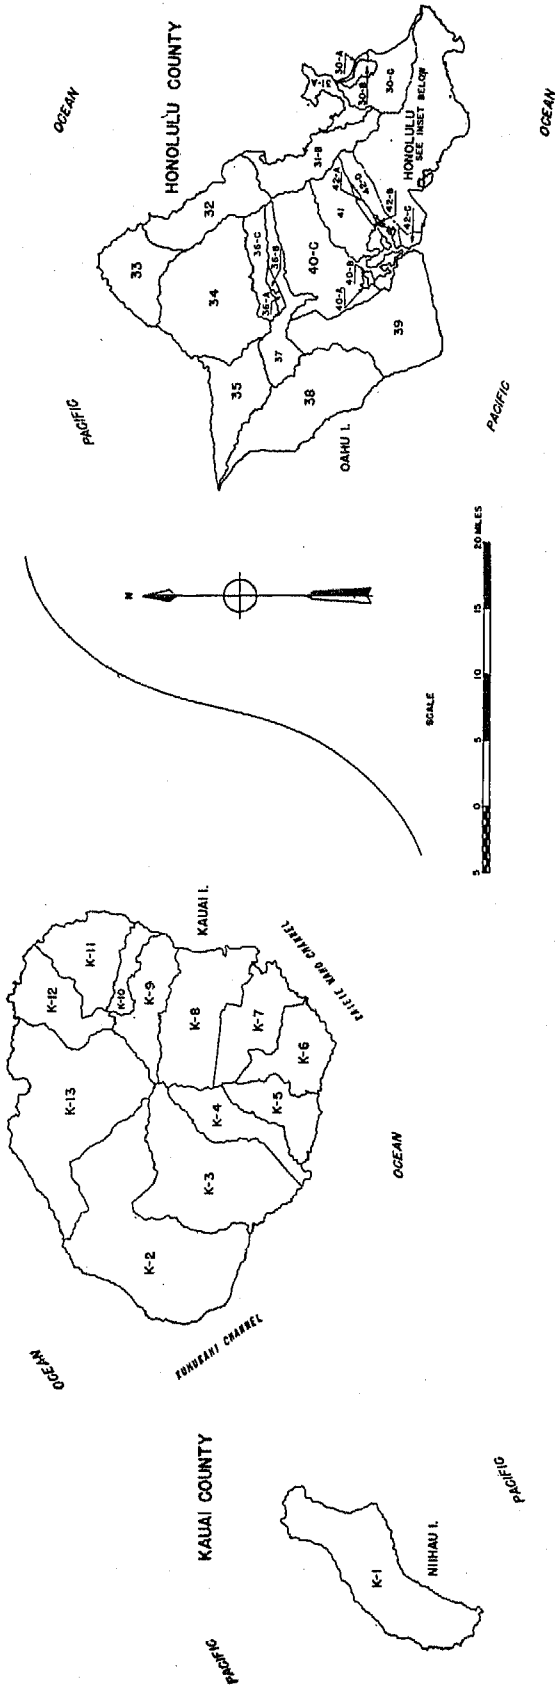 HONOLULU COUNTY
OCEAN
30-A
30-B
30-C
31-B
32
33
34
35
36-A
36-B
36-C
37
38
39
40-A
40-B
40-C
41
42-A
42-D
42-B
42-C
HONOLULU
SEE INSET BELOW
OCEAN
PACIFIC
OAHU I.
PACIFIC
N
SCALE
5 0 5 10 15 20 MILES
KAUAI I.
K-11
K-12
K-10
K-9
K-13
K-8
K-7
K-6
K-5
K-4
K-3
K-2
CHANNEL
OCEAN
OCEAN
CHANNEL
KAUAI COUNTY
K-1
NIIHAU I.
PACIFIC
PACIFIC